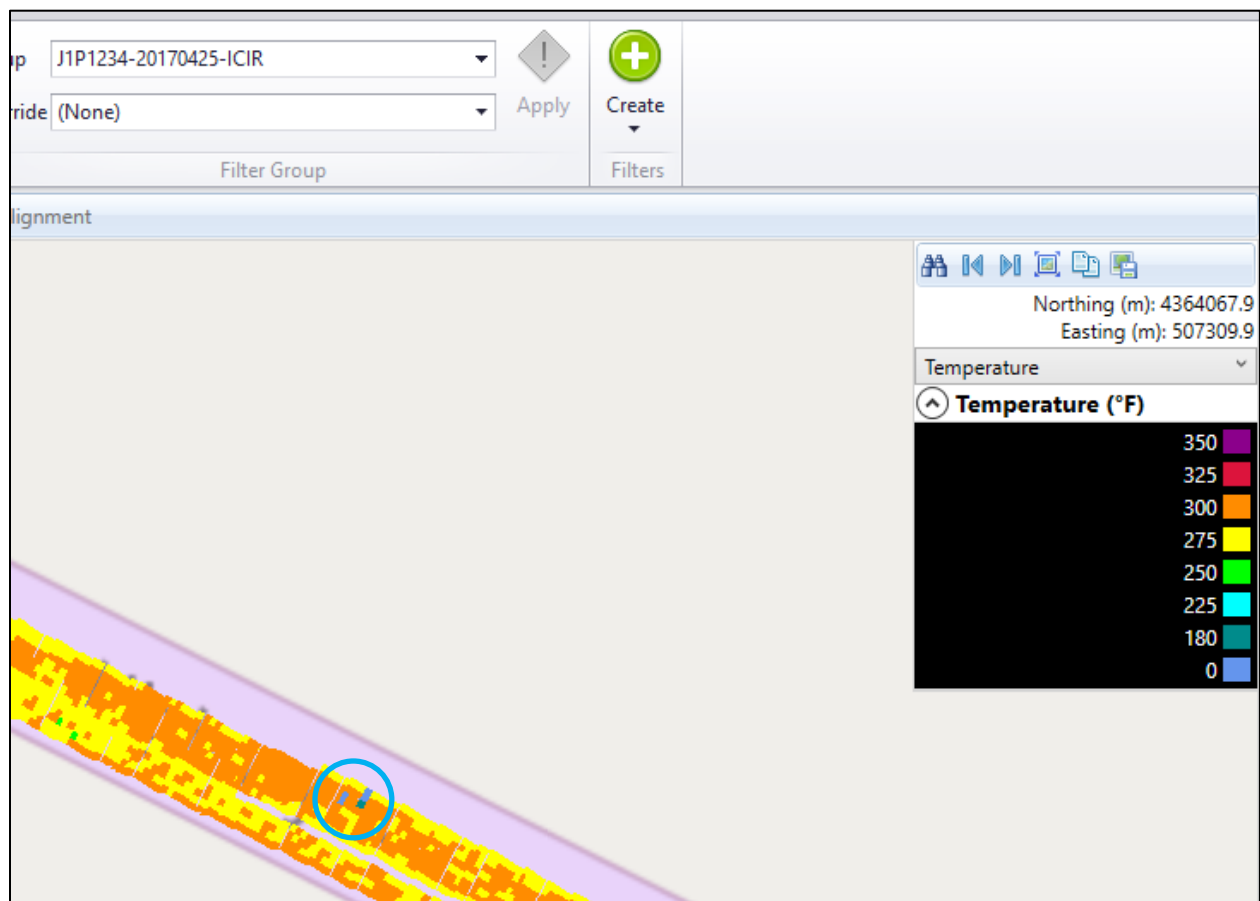 up J1P1234-20170425-ICIR
rride (None)
Apply
Create
Filter Group
Filters
lignment
Northing (m): 4364067.9
Easting (m): 507309.9
Temperature
Temperature (°F)
350
325
300
275
250
225
180
0